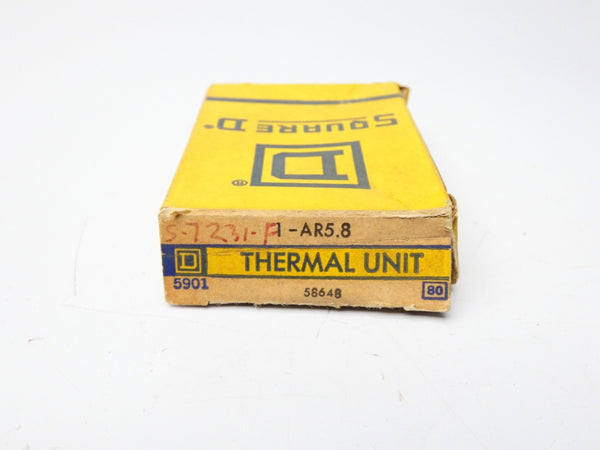 SQUARE D®
D
®
S-7231-F 1-AR5.8
D THERMAL UNIT
5901 58648 80